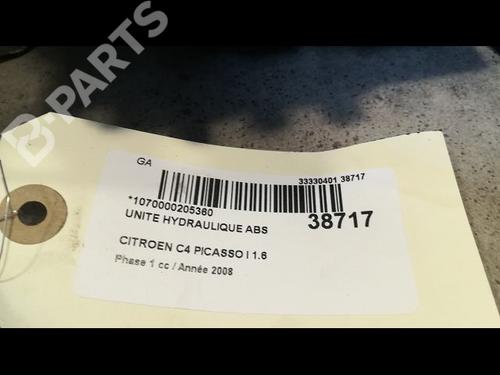 B-PARTS
GA
33330401 38717
*1070000205360
38717
UNITE HYDRAULIQUE ABS
CITROEN C4 PICASSO I 1.6
Phase 1 cc / Année 2008